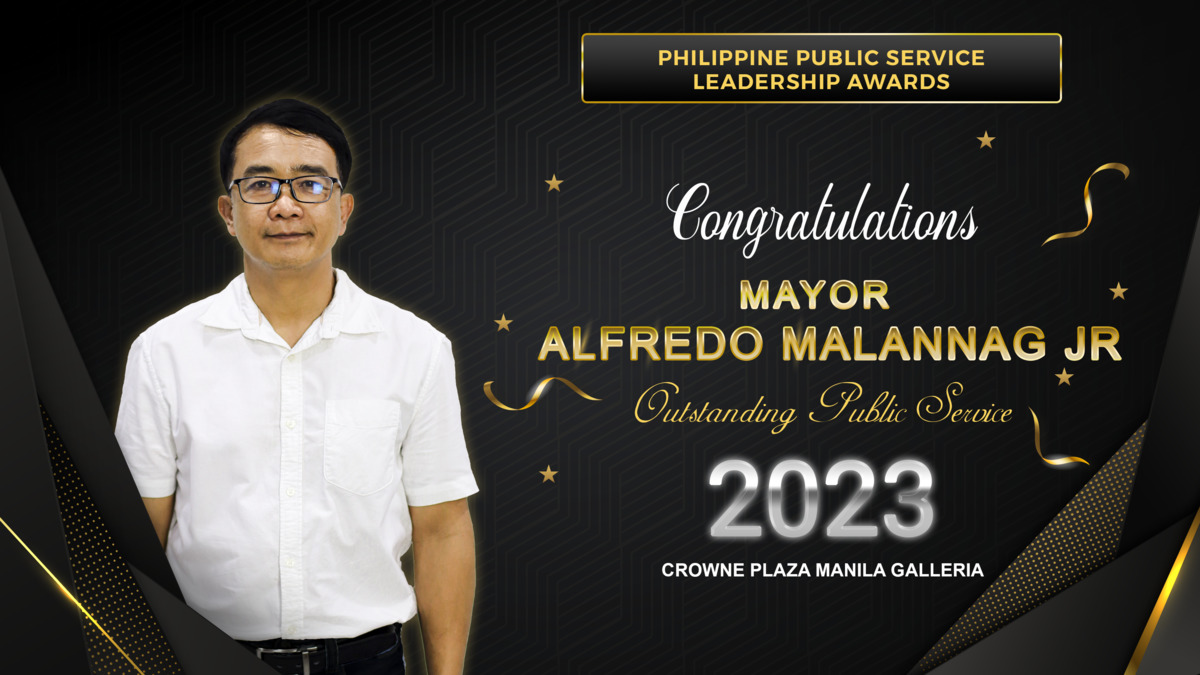 PHILIPPINE PUBLIC SERVICE
LEADERSHIP AWARDS
Congratulations
MAYOR
ALFREDO MALANNAG JR
Outstanding Public Service
2023
CROWNE PLAZA MANILA GALLERIA